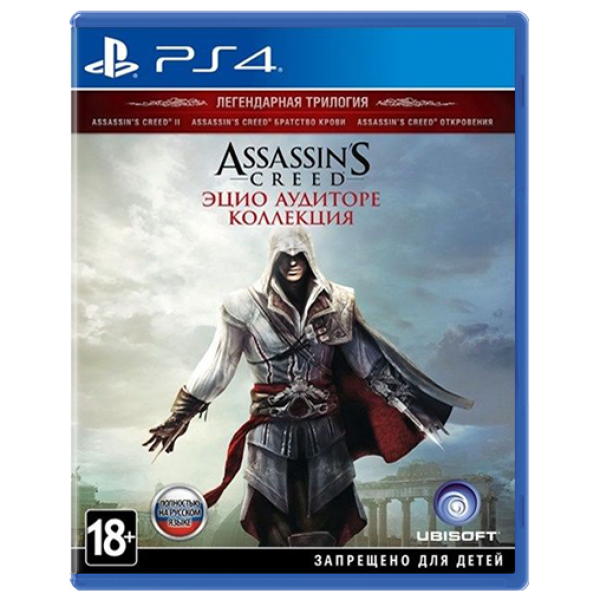 PS4
ЛЕГЕНДАРНАЯ ТРИЛОГИЯ
ASSASSIN'S CREED® II ASSASSIN'S CREED® БРАТСТВО КРОВИ ASSASSIN'S CREED® ОТКРОВЕНИЯ
ASSASSIN'S
CREED
ЭЦИО АУДИТОРЕ
КОЛЛЕКЦИЯ
ПОЛНОСТЬЮ
НА РУССКОМ
ЯЗЫКЕ
18+
UBISOFT
ЗАПРЕЩЕНО ДЛЯ ДЕТЕЙ